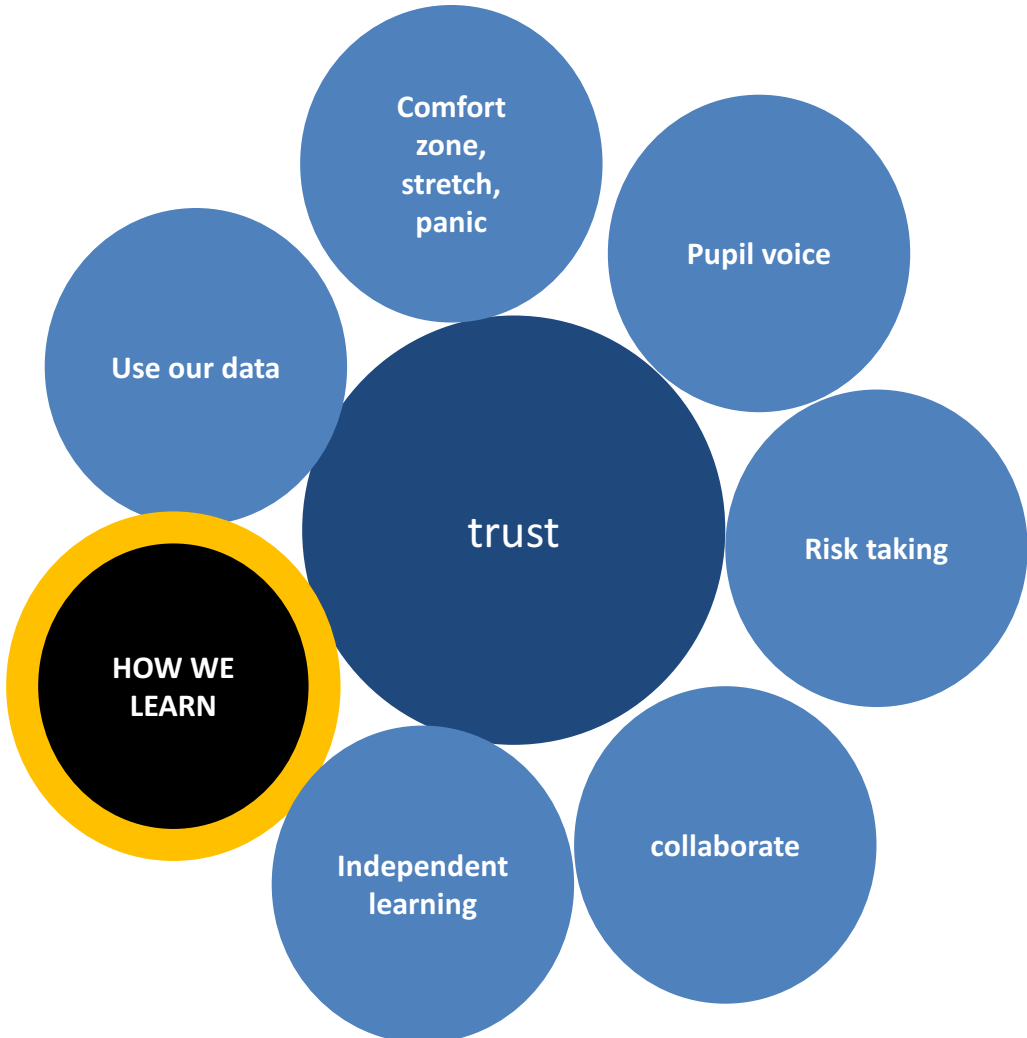 Comfort
zone,
stretch,
panic
Pupil voice
Use our data
trust
Risk taking
HOW WE
LEARN
collaborate
Independent
learning